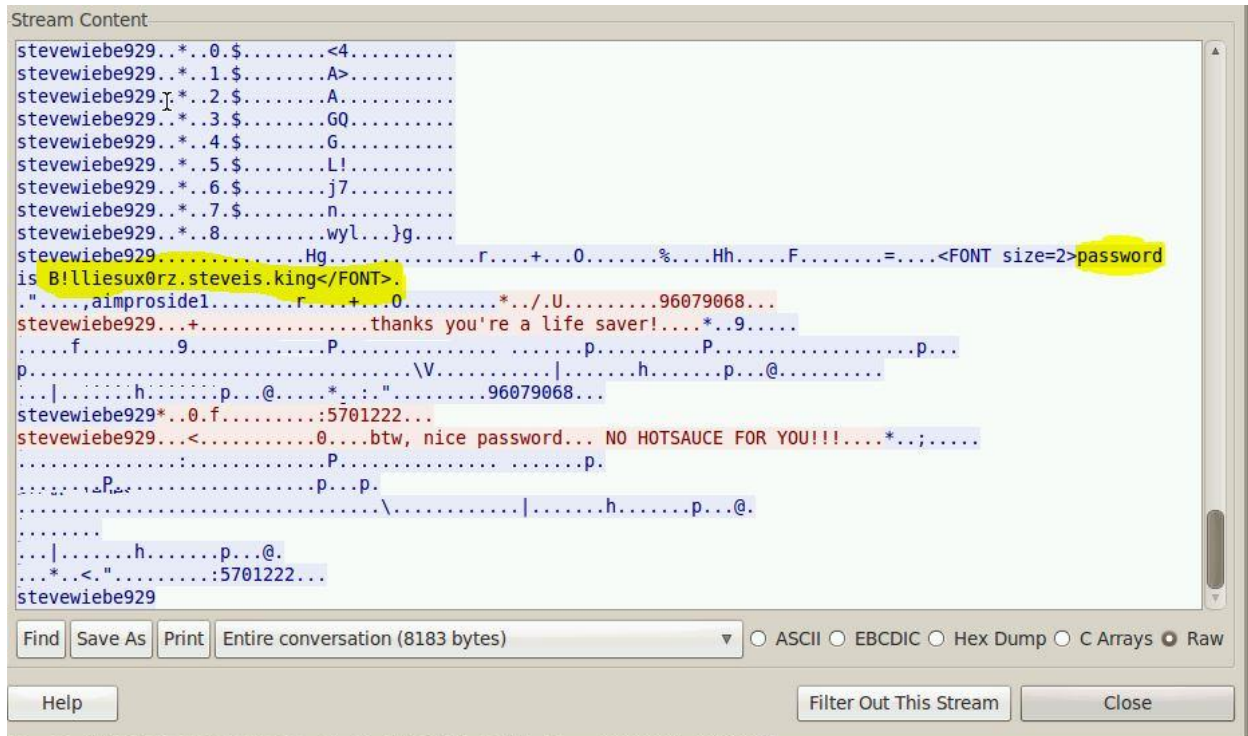 Stream Content
stevewiebe929..*..0.$........<4..........
stevewiebe929..*..1.$........A>..........
stevewiebe929..*..2.$........A...........
stevewiebe929..*..3.$........GQ..........
stevewiebe929..*..4.$........G...........
stevewiebe929..*..5.$........L!..........
stevewiebe929..*..6.$........j7..........
stevewiebe929..*..7.$........n...........
stevewiebe929..*..8..........wyl...}g....
stevewiebe929...............Hg...............r....+...O.......%....Hh.....F........=....<FONT size=2>password
is B!lliesux0rz.steveis.king</FONT>.
."....,aimproside1........r....+...O.........*../.U.........96079068...
stevewiebe929...+................thanks you're a life saver!....*..9.....
.....f.........9.............P............... .......p..........P....................p...
p.....................................\V...........|.......h.......p...@..........
...|.......h.......p...@.....*..:.".........96079068...
stevewiebe929*..0.f.........:5701222...
stevewiebe929...<...........0....btw, nice password... NO HOTSAUCE FOR YOU!!!....*..;.....
...............:.............P............... .......p.
.........P....................p...p.
..................................\............|.......h.......p...@.
........
...|.......h.......p...@.
...*..<.".........:5701222...
stevewiebe929
Find Save As Print Entire conversation (8183 bytes) ASCII EBCDIC Hex Dump C Arrays Raw
Help Filter Out This Stream Close